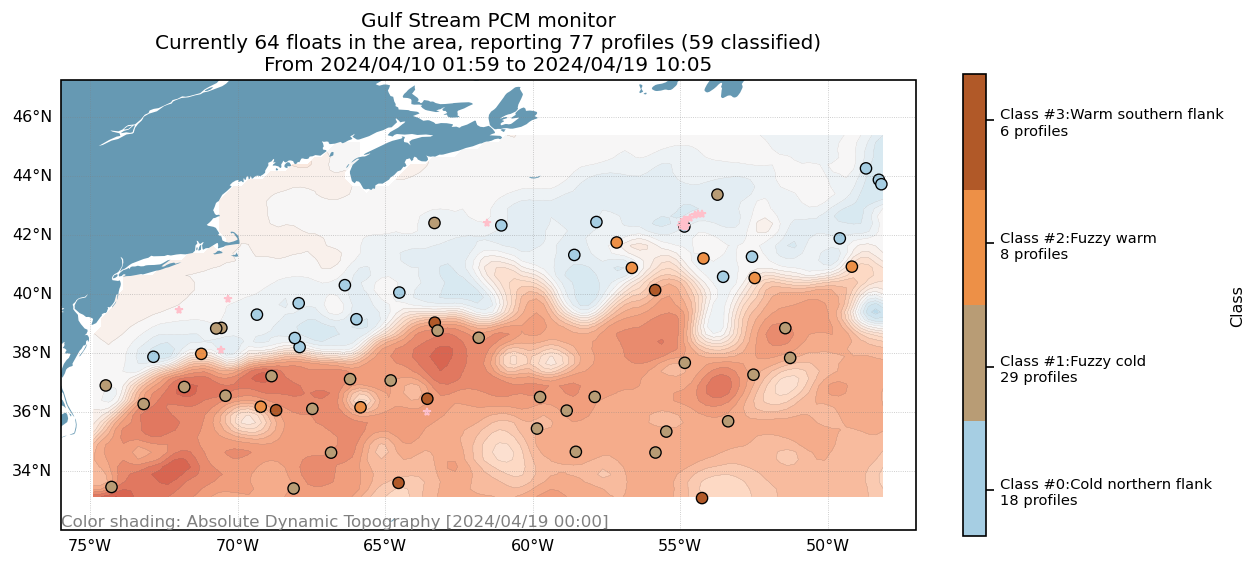 Gulf Stream PCM monitor
Currently 64 floats in the area, reporting 77 profiles (59 classified)
From 2024/04/10 01:59 to 2024/04/19 10:05
46°N
44°N
42°N
40°N
38°N
36°N
34°N
Color shading: Absolute Dynamic Topography [2024/04/19 00:00]
75°W
70°W
65°W
60°W
55°W
50°W
Class #3:Warm southern flank
6 profiles
Class #2:Fuzzy warm
8 profiles
Class #1:Fuzzy cold
29 profiles
Class #0:Cold northern flank
18 profiles
Class